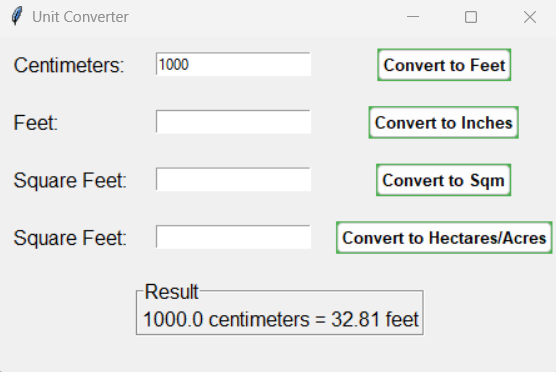 Unit Converter
Centimeters: 1000 Convert to Feet
Feet: Convert to Inches
Square Feet: Convert to Sqm
Square Feet: Convert to Hectares/Acres
Result
1000.0 centimeters = 32.81 feet